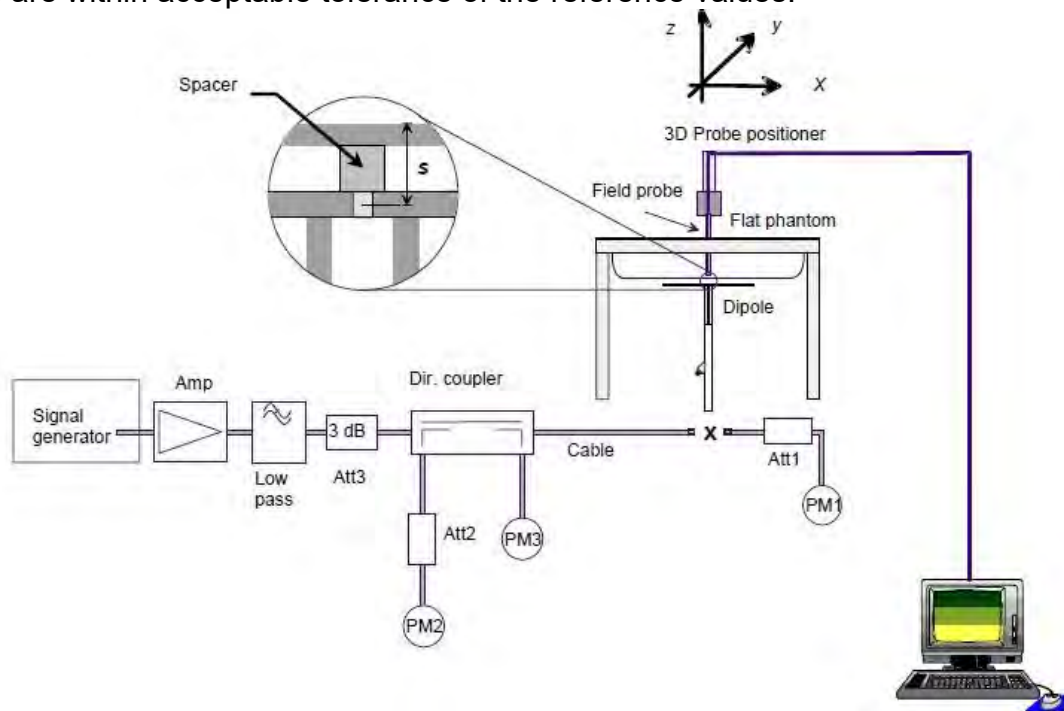 are within acceptable tolerance of the reference values.
z
y
x
Spacer
s
3D Probe positioner
Field probe
Flat phantom
Dipole
Dir. coupler
Amp
Signal
generator
3 dB
Low
pass
Att3
Cable
x
Att1
PM1
Att2
PM3
PM2